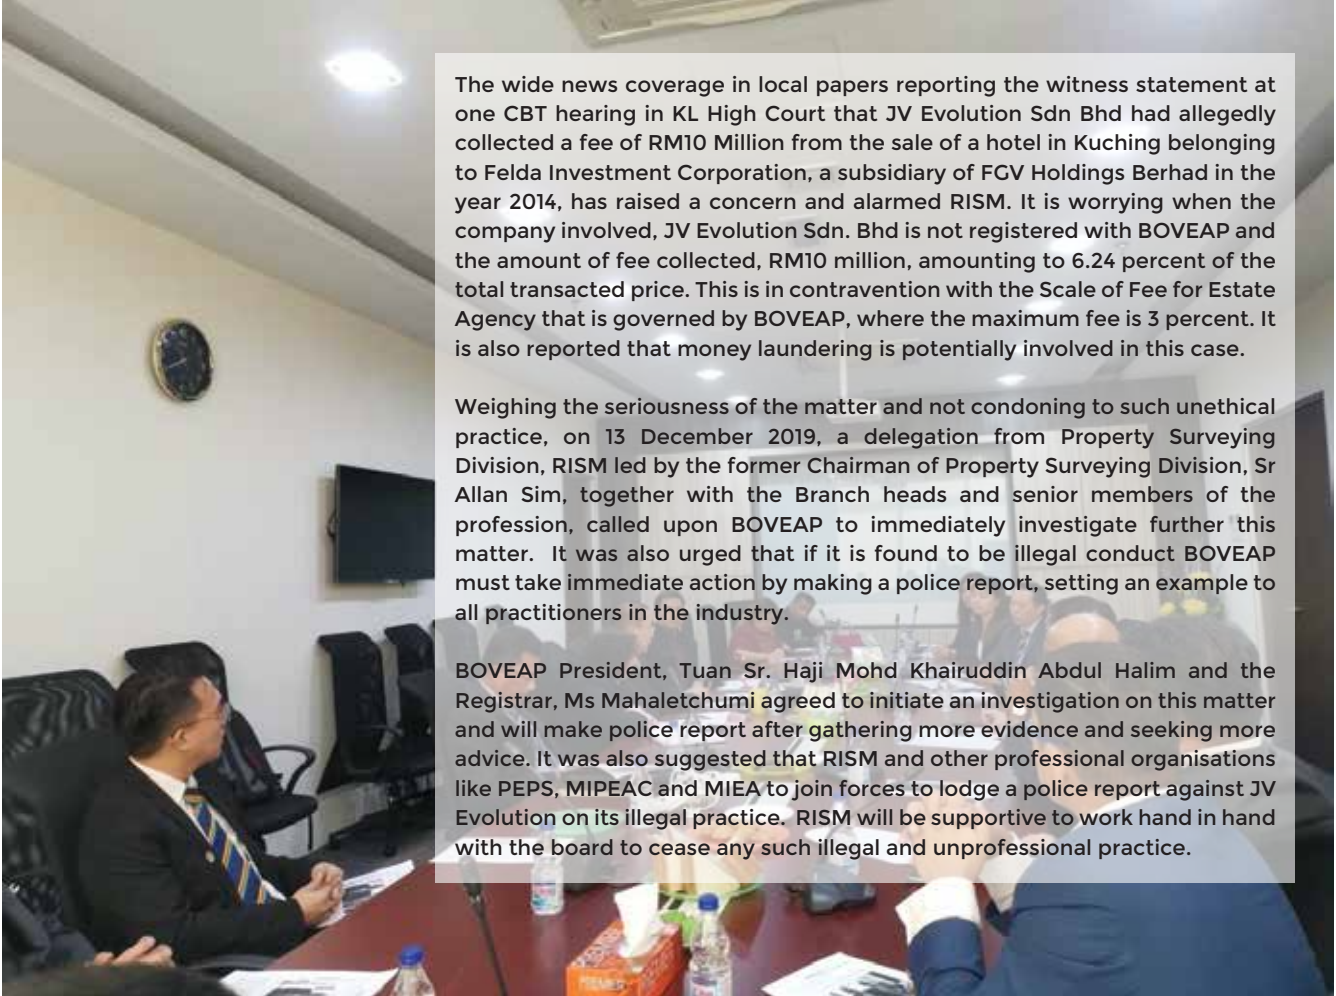 The wide news coverage in local papers reporting the witness statement at
one CBT hearing in KL High Court that JV Evolution Sdn Bhd had allegedly
collected a fee of RM10 Million from the sale of a hotel in Kuching belonging
to Felda Investment Corporation, a subsidiary of FGV Holdings Berhad in the
year 2014, has raised a concern and alarmed RISM. It is worrying when the
company involved, JV Evolution Sdn. Bhd is not registered with BOVEAP and
the amount of fee collected, RM10 million, amounting to 6.24 percent of the
total transacted price. This is in contravention with the Scale of Fee for Estate
Agency that is governed by BOVEAP, where the maximum fee is 3 percent. It
is also reported that money laundering is potentially involved in this case.
Weighing the seriousness of the matter and not condoning to such unethical
practice, on 13 December 2019, a delegation from Property Surveying
Division, RISM led by the former Chairman of Property Surveying Division, Sr
Allan Sim, together with the Branch heads and senior members of the
profession, called upon BOVEAP to immediately investigate further this
matter. It was also urged that if it is found to be illegal conduct BOVEAP
must take immediate action by making a police report, setting an example to
all practitioners in the industry.
BOVEAP President, Tuan Sr. Haji Mohd Khairuddin Abdul Halim and the
Registrar, Ms Mahaletchumi agreed to initiate an investigation on this matter
and will make police report after gathering more evidence and seeking more
advice. It was also suggested that RISM and other professional organisations
like PEPS, MIPEAC and MIEA to join forces to lodge a police report against JV
Evolution on its illegal practice. RISM will be supportive to work hand in hand
with the board to cease any such illegal and unprofessional practice.